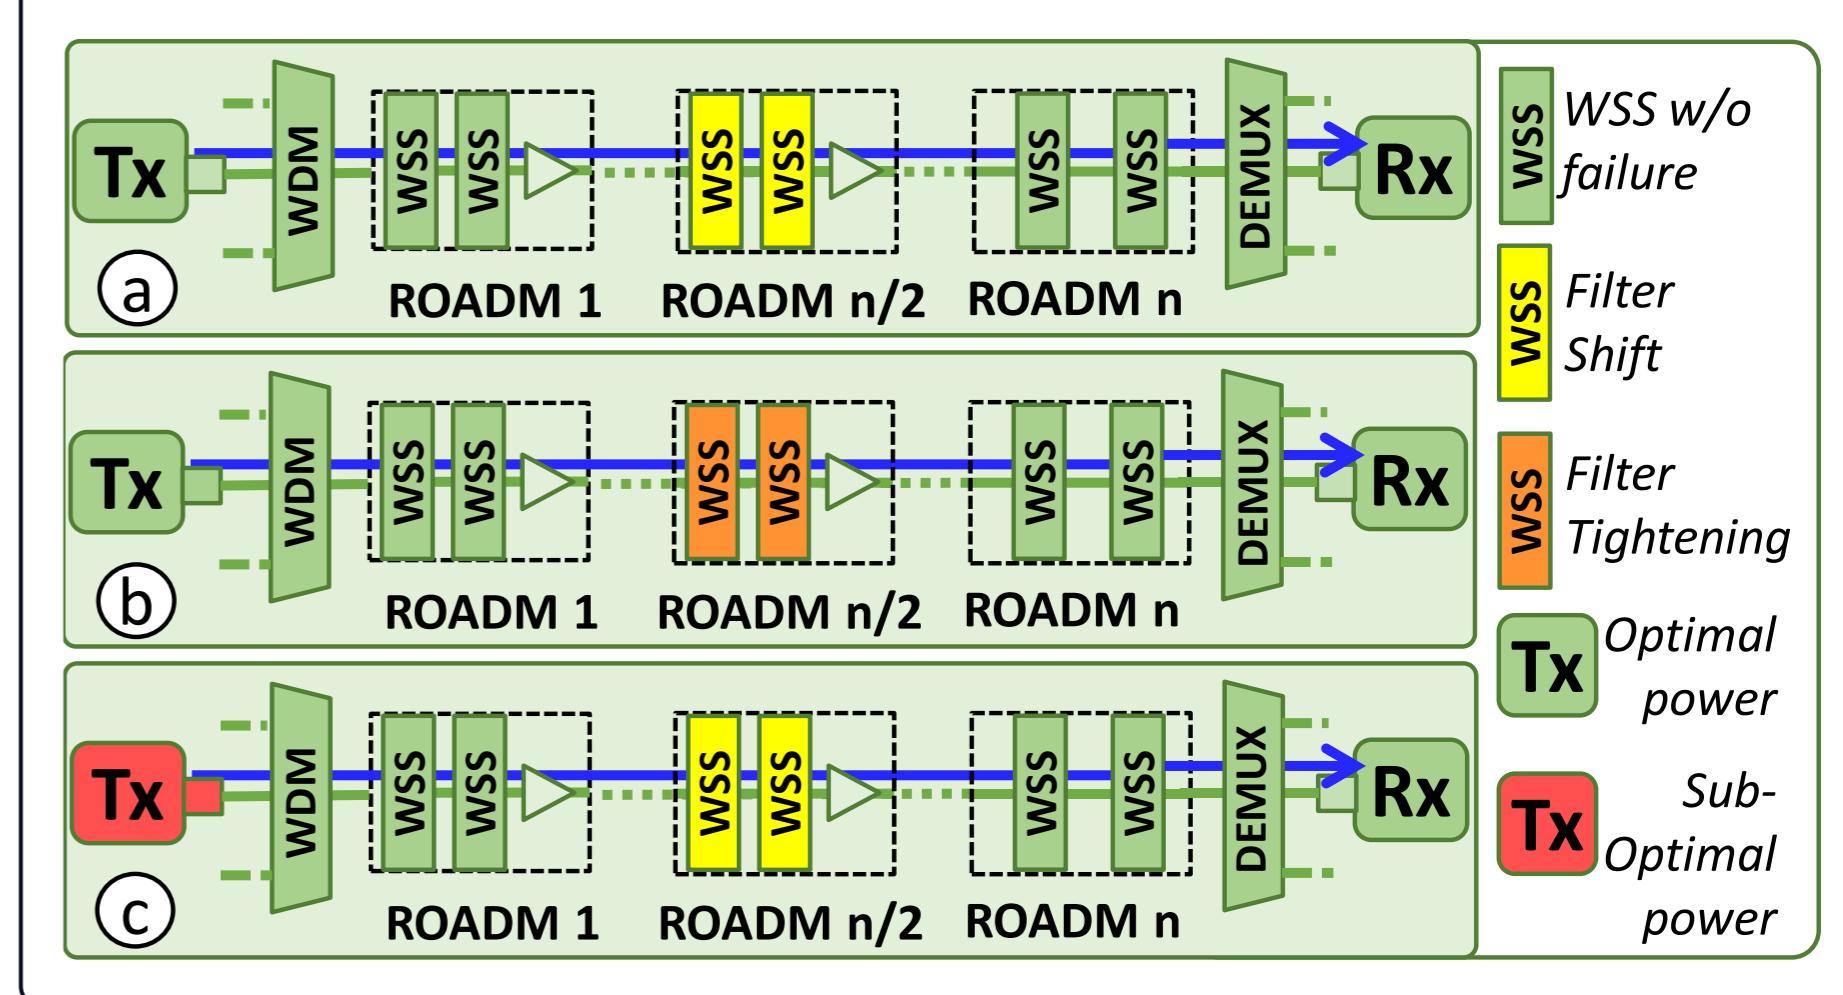 Tx WDM WSS WSS WSS WSS WSS WSS DEMUX Rx
a ROADM 1 ROADM n/2 ROADM n
Tx WDM WSS WSS WSS WSS WSS WSS DEMUX Rx
b ROADM 1 ROADM n/2 ROADM n
Tx WDM WSS WSS WSS WSS WSS WSS DEMUX Rx
c ROADM 1 ROADM n/2 ROADM n
WSS WSS w/o
failure
WSS Filter
Shift
WSS Filter
Tightening
Tx Optimal
power
Tx Sub-
Optimal
power